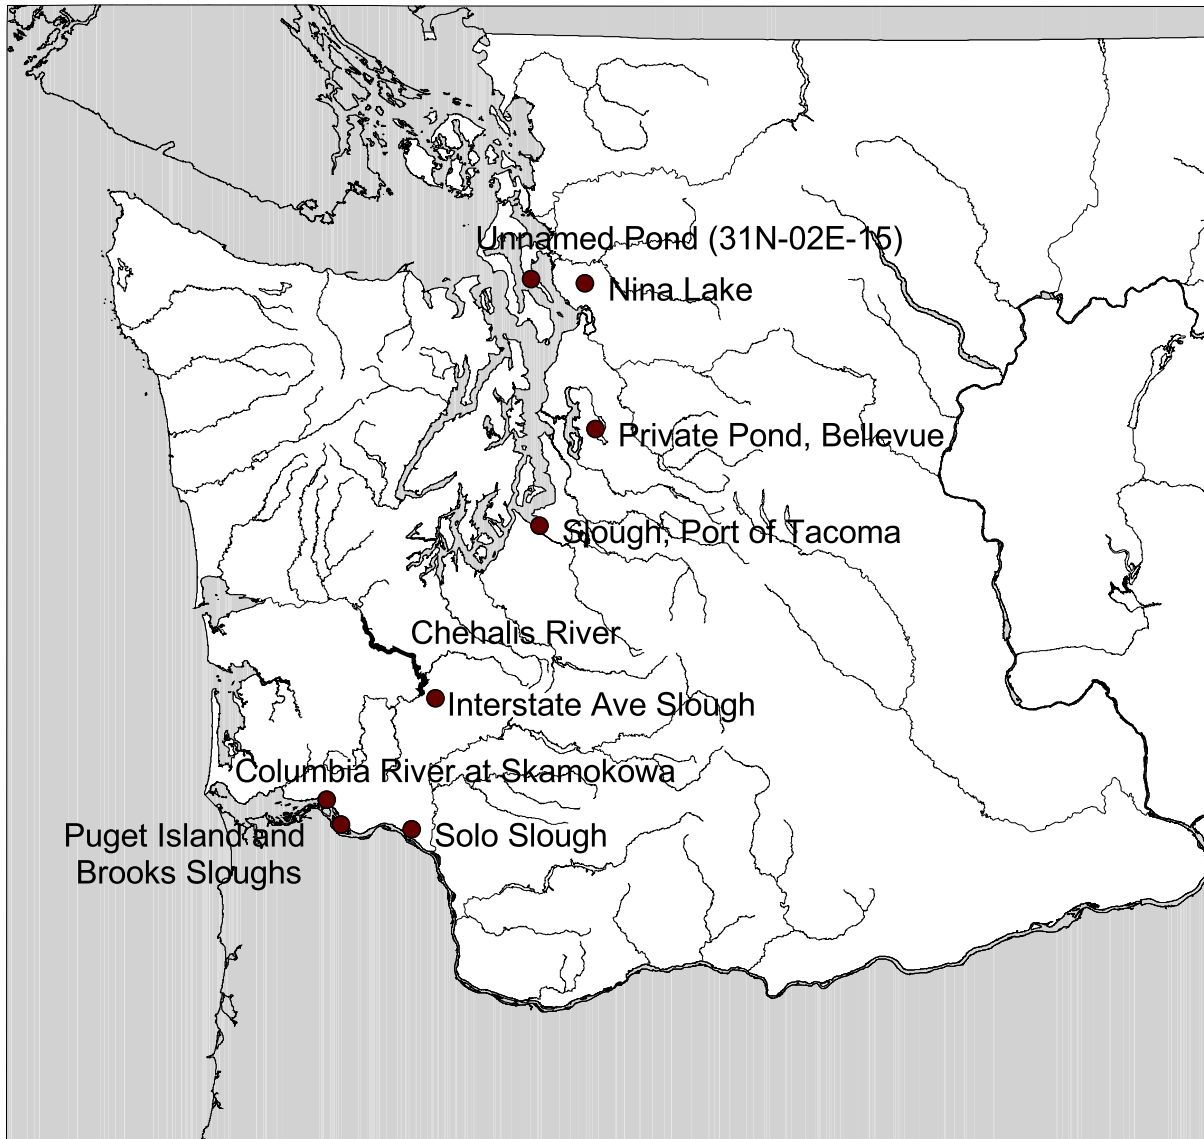 Unnamed Pond (31N-02E-15)
Nina Lake
Private Pond, Bellevue
Slough, Port of Tacoma
Chehalis River
Interstate Ave Slough
Columbia River at Skamokowa
Puget Island and
Brooks Sloughs
Solo Slough